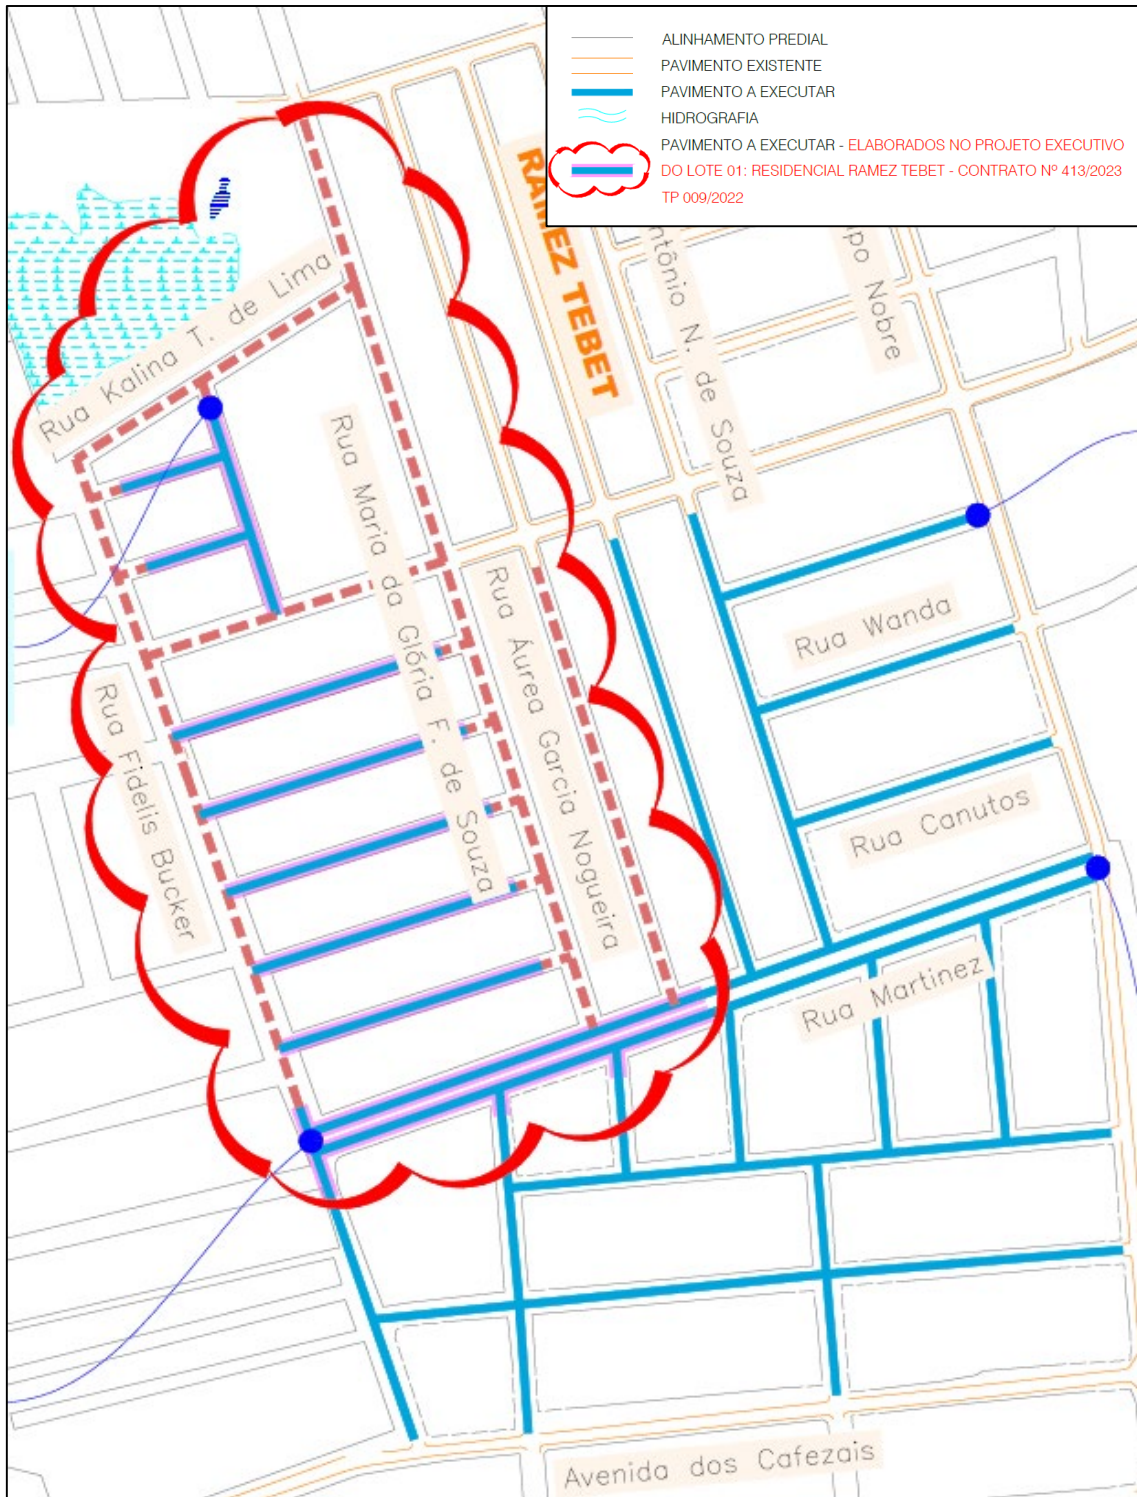 ALINHAMENTO PREDIAL
PAVIMENTO EXISTENTE
PAVIMENTO A EXECUTAR
HIDROGRAFIA
PAVIMENTO A EXECUTAR - ELABORADOS NO PROJETO EXECUTIVO
DO LOTE 01: RESIDENCIAL RAMEZ TEBET - CONTRATO Nº 413/2023
TP 009/2022
RAMEZ TEBET
ntônio N. de Souza
po Nobre
Rua Kalina T. de Lima
Rua Maria da Glória F. de Souza
Rua Áurea Garcia Nogueira
Rua Wanda
Rua Fidelis Bucker
Rua Canutos
Rua Martinez
Avenida dos Cafezais